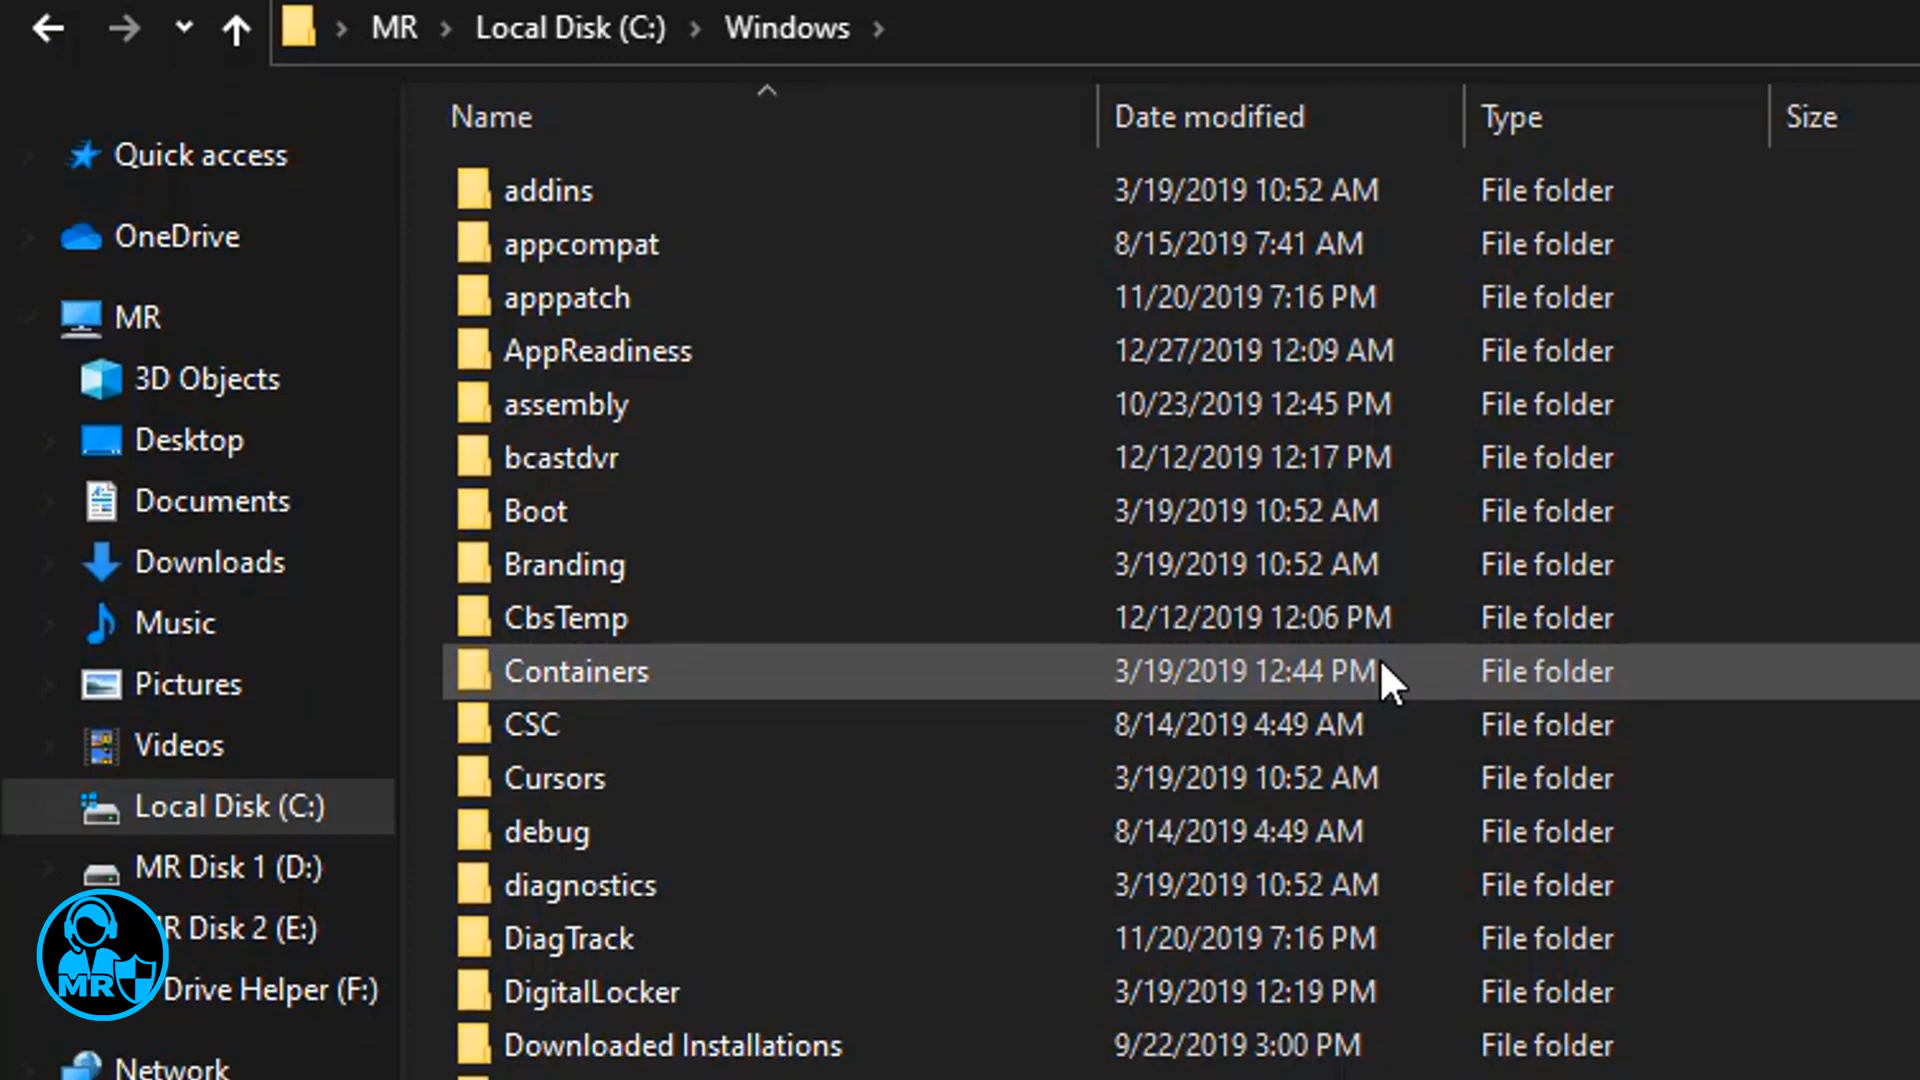 MR Local Disk (C:) Windows
Name Date modified Type Size
Quick access
OneDrive
MR
3D Objects
Desktop
Documents
Downloads
Music
Pictures
Videos
Local Disk (C:)
MR Disk 1 (D:)
R Disk 2 (E:)
Drive Helper (F:)
Network
MR
addins 3/19/2019 10:52 AM File folder
appcompat 8/15/2019 7:41 AM File folder
apppatch 11/20/2019 7:16 PM File folder
AppReadiness 12/27/2019 12:09 AM File folder
assembly 10/23/2019 12:45 PM File folder
bcastdvr 12/12/2019 12:17 PM File folder
Boot 3/19/2019 10:52 AM File folder
Branding 3/19/2019 10:52 AM File folder
CbsTemp 12/12/2019 12:06 PM File folder
Containers 3/19/2019 12:44 PM File folder
CSC 8/14/2019 4:49 AM File folder
Cursors 3/19/2019 10:52 AM File folder
debug 8/14/2019 4:49 AM File folder
diagnostics 3/19/2019 10:52 AM File folder
DiagTrack 11/20/2019 7:16 PM File folder
DigitalLocker 3/19/2019 12:19 PM File folder
Downloaded Installations 9/22/2019 3:00 PM File folder